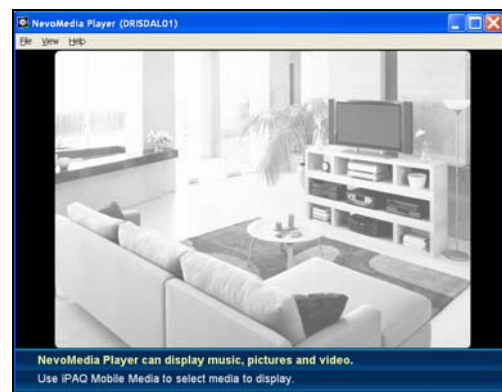 NevoMedia Player (DRISDAL01)
File View Help
NevoMedia Player can display music, pictures and video.
Use iPAQ Mobile Media to select media to display.